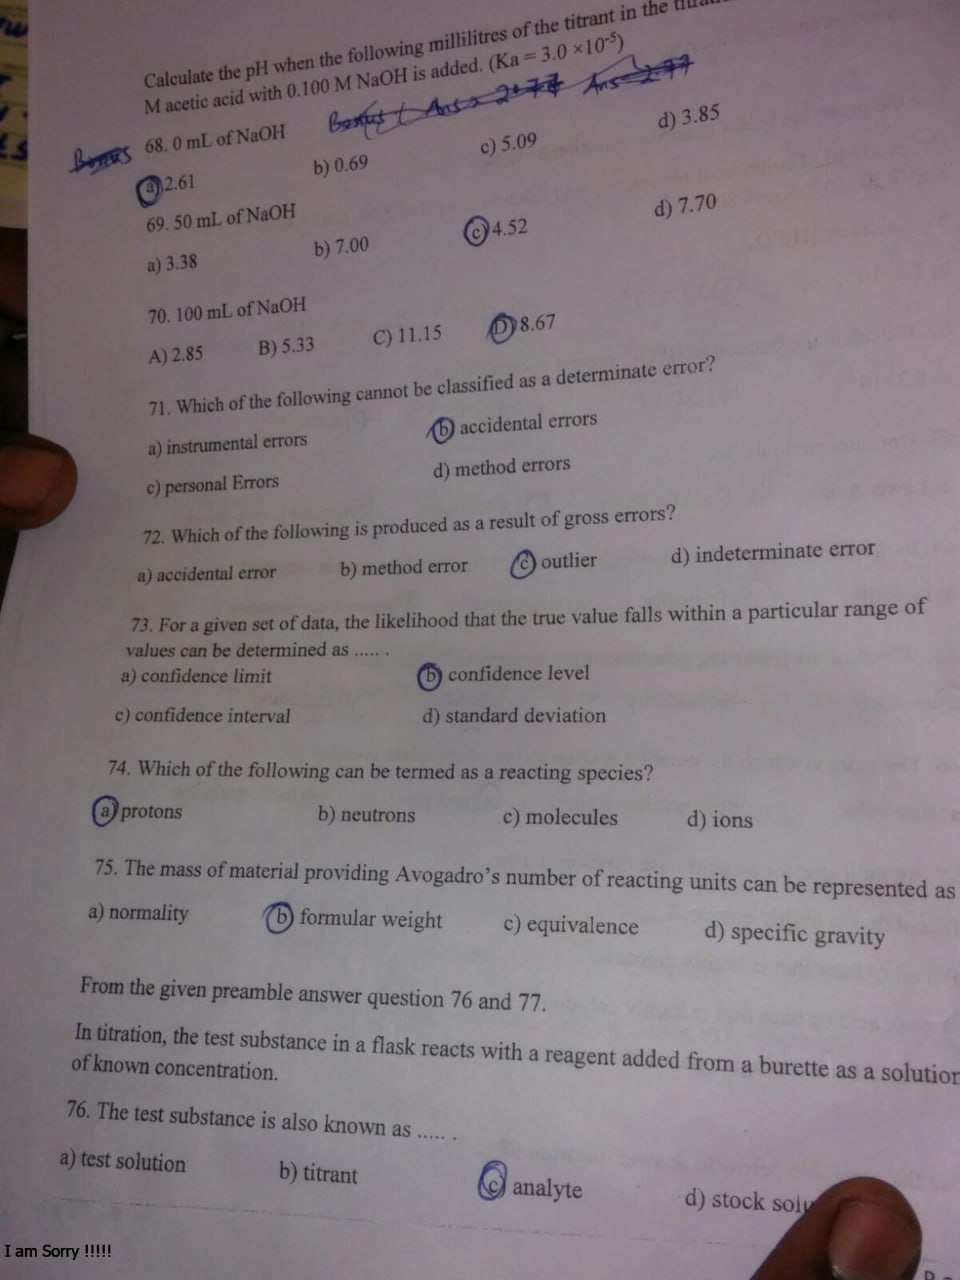 Calculate the pH when the following millilitres of the titrant in the
M acetic acid with 0.100 M NaOH is added. (Ka = 3.0 ×10⁻⁵)
Bonus 68. 0 mL of NaOH
a) 2.61 b) 0.69 c) 5.09 d) 3.85
69. 50 mL of NaOH
a) 3.38 b) 7.00 c) 4.52 d) 7.70
70. 100 mL of NaOH
A) 2.85 B) 5.33 C) 11.15 D) 8.67
71. Which of the following cannot be classified as a determinate error?
a) instrumental errors b) accidental errors
c) personal Errors d) method errors
72. Which of the following is produced as a result of gross errors?
a) accidental error b) method error c) outlier d) indeterminate error
73. For a given set of data, the likelihood that the true value falls within a particular range of
values can be determined as ...... .
a) confidence limit b) confidence level
c) confidence interval d) standard deviation
74. Which of the following can be termed as a reacting species?
a) protons b) neutrons c) molecules d) ions
75. The mass of material providing Avogadro's number of reacting units can be represented as
a) normality b) formular weight c) equivalence d) specific gravity
From the given preamble answer question 76 and 77.
In titration, the test substance in a flask reacts with a reagent added from a burette as a solution
of known concentration.
76. The test substance is also known as ..... .
a) test solution b) titrant c) analyte d) stock
I am Sorry !!!!!